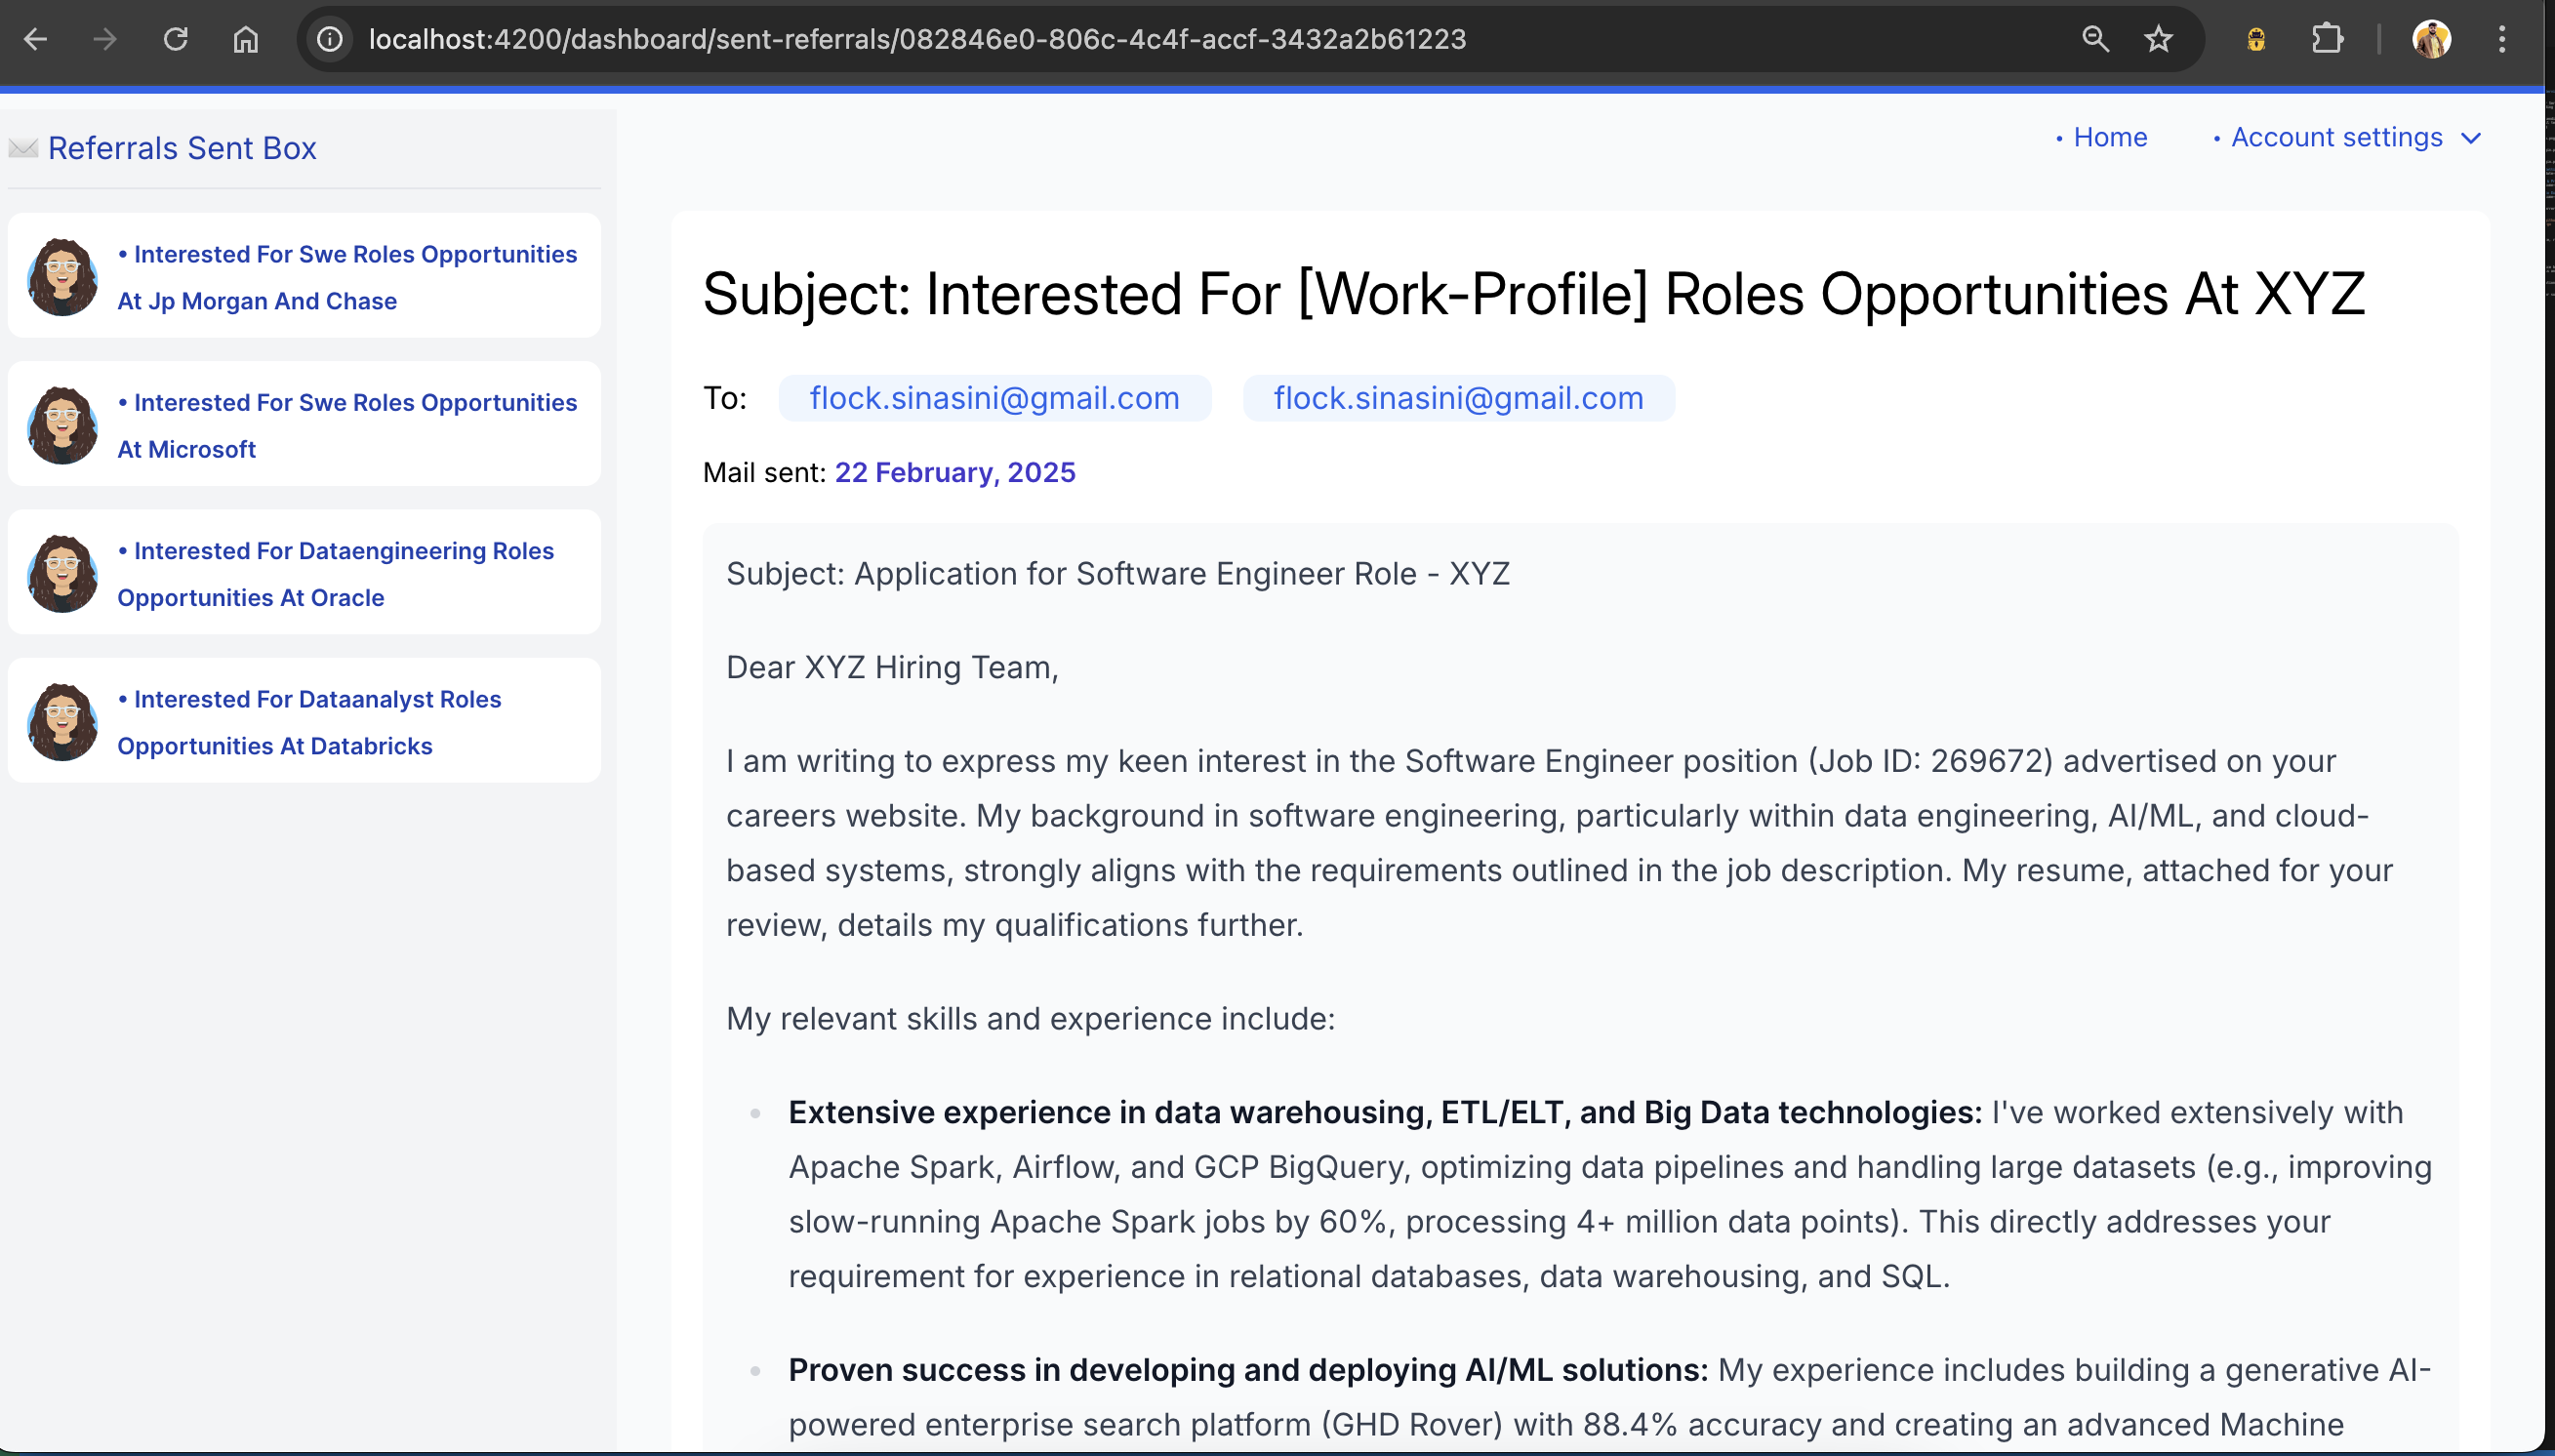 localhost:4200/dashboard/sent-referrals/082846e0-806c-4c4f-accf-3432a2b61223
Referrals Sent Box
• Home
• Account settings
• Interested For Swe Roles Opportunities
At Jp Morgan And Chase
• Interested For Swe Roles Opportunities
At Microsoft
• Interested For Dataengineering Roles
Opportunities At Oracle
• Interested For Dataanalyst Roles
Opportunities At Databricks
Subject: Interested For [Work-Profile] Roles Opportunities At XYZ
To: flock.sinasini@gmail.com flock.sinasini@gmail.com
Mail sent: 22 February, 2025
Subject: Application for Software Engineer Role - XYZ
Dear XYZ Hiring Team,
I am writing to express my keen interest in the Software Engineer position (Job ID: 269672) advertised on your
careers website. My background in software engineering, particularly within data engineering, AI/ML, and cloud-
based systems, strongly aligns with the requirements outlined in the job description. My resume, attached for your
review, details my qualifications further.
My relevant skills and experience include:
• Extensive experience in data warehousing, ETL/ELT, and Big Data technologies: I've worked extensively with
Apache Spark, Airflow, and GCP BigQuery, optimizing data pipelines and handling large datasets (e.g., improving
slow-running Apache Spark jobs by 60%, processing 4+ million data points). This directly addresses your
requirement for experience in relational databases, data warehousing, and SQL.
• Proven success in developing and deploying AI/ML solutions: My experience includes building a generative AI-
powered enterprise search platform (GHD Rover) with 88.4% accuracy and creating an advanced Machine